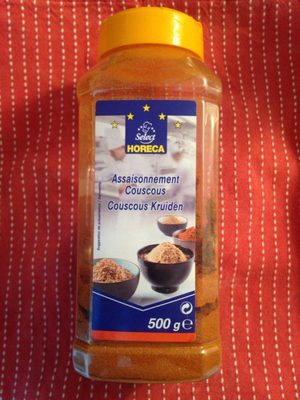 Select
HORECA
Assaisonnement
Couscous
Couscous Kruiden
500 g e